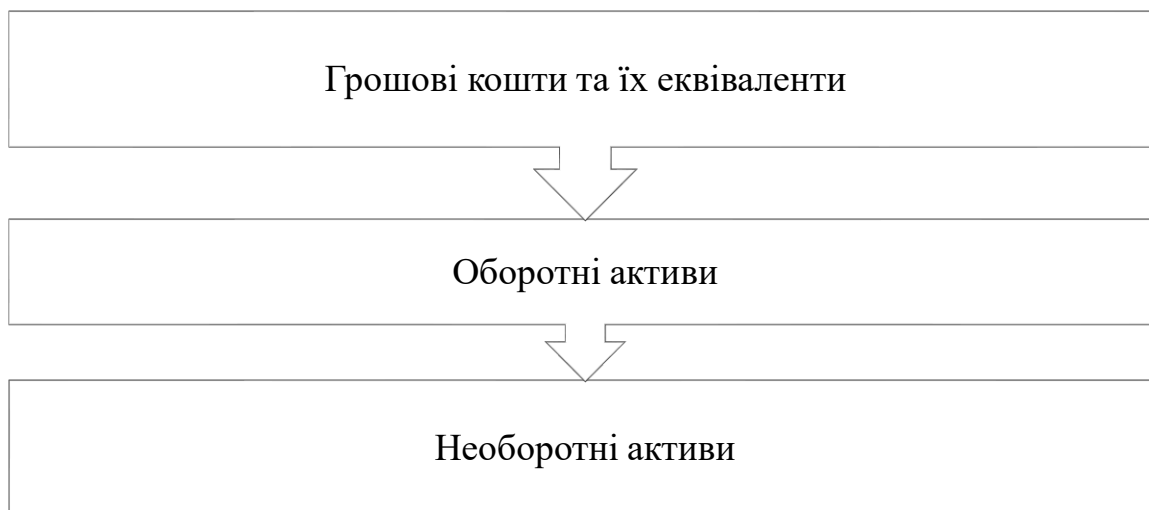 Грошові кошти та їх еквіваленти
Оборотні активи
Необоротні активи